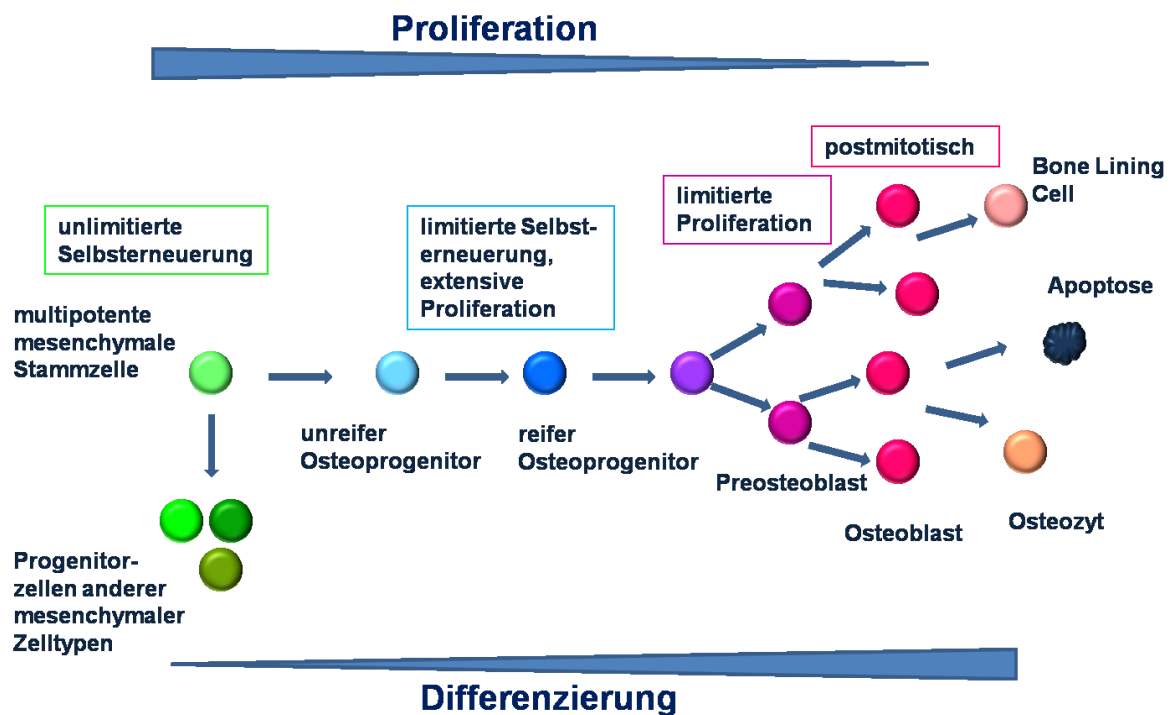 Proliferation
postmitotisch
Bone Lining
Cell
limitierte
Proliferation
unlimitierte
Selbsterneuerung
limitierte Selbst-
erneuerung,
extensive
Proliferation
Apoptose
multipotente
mesenchymale
Stammzelle
unreifer
Osteoprogenitor
reifer
Osteoprogenitor
Preosteoblast
Osteoblast
Osteozyt
Progenitor-
zellen anderer
mesenchymaler
Zelltypen
Differenzierung